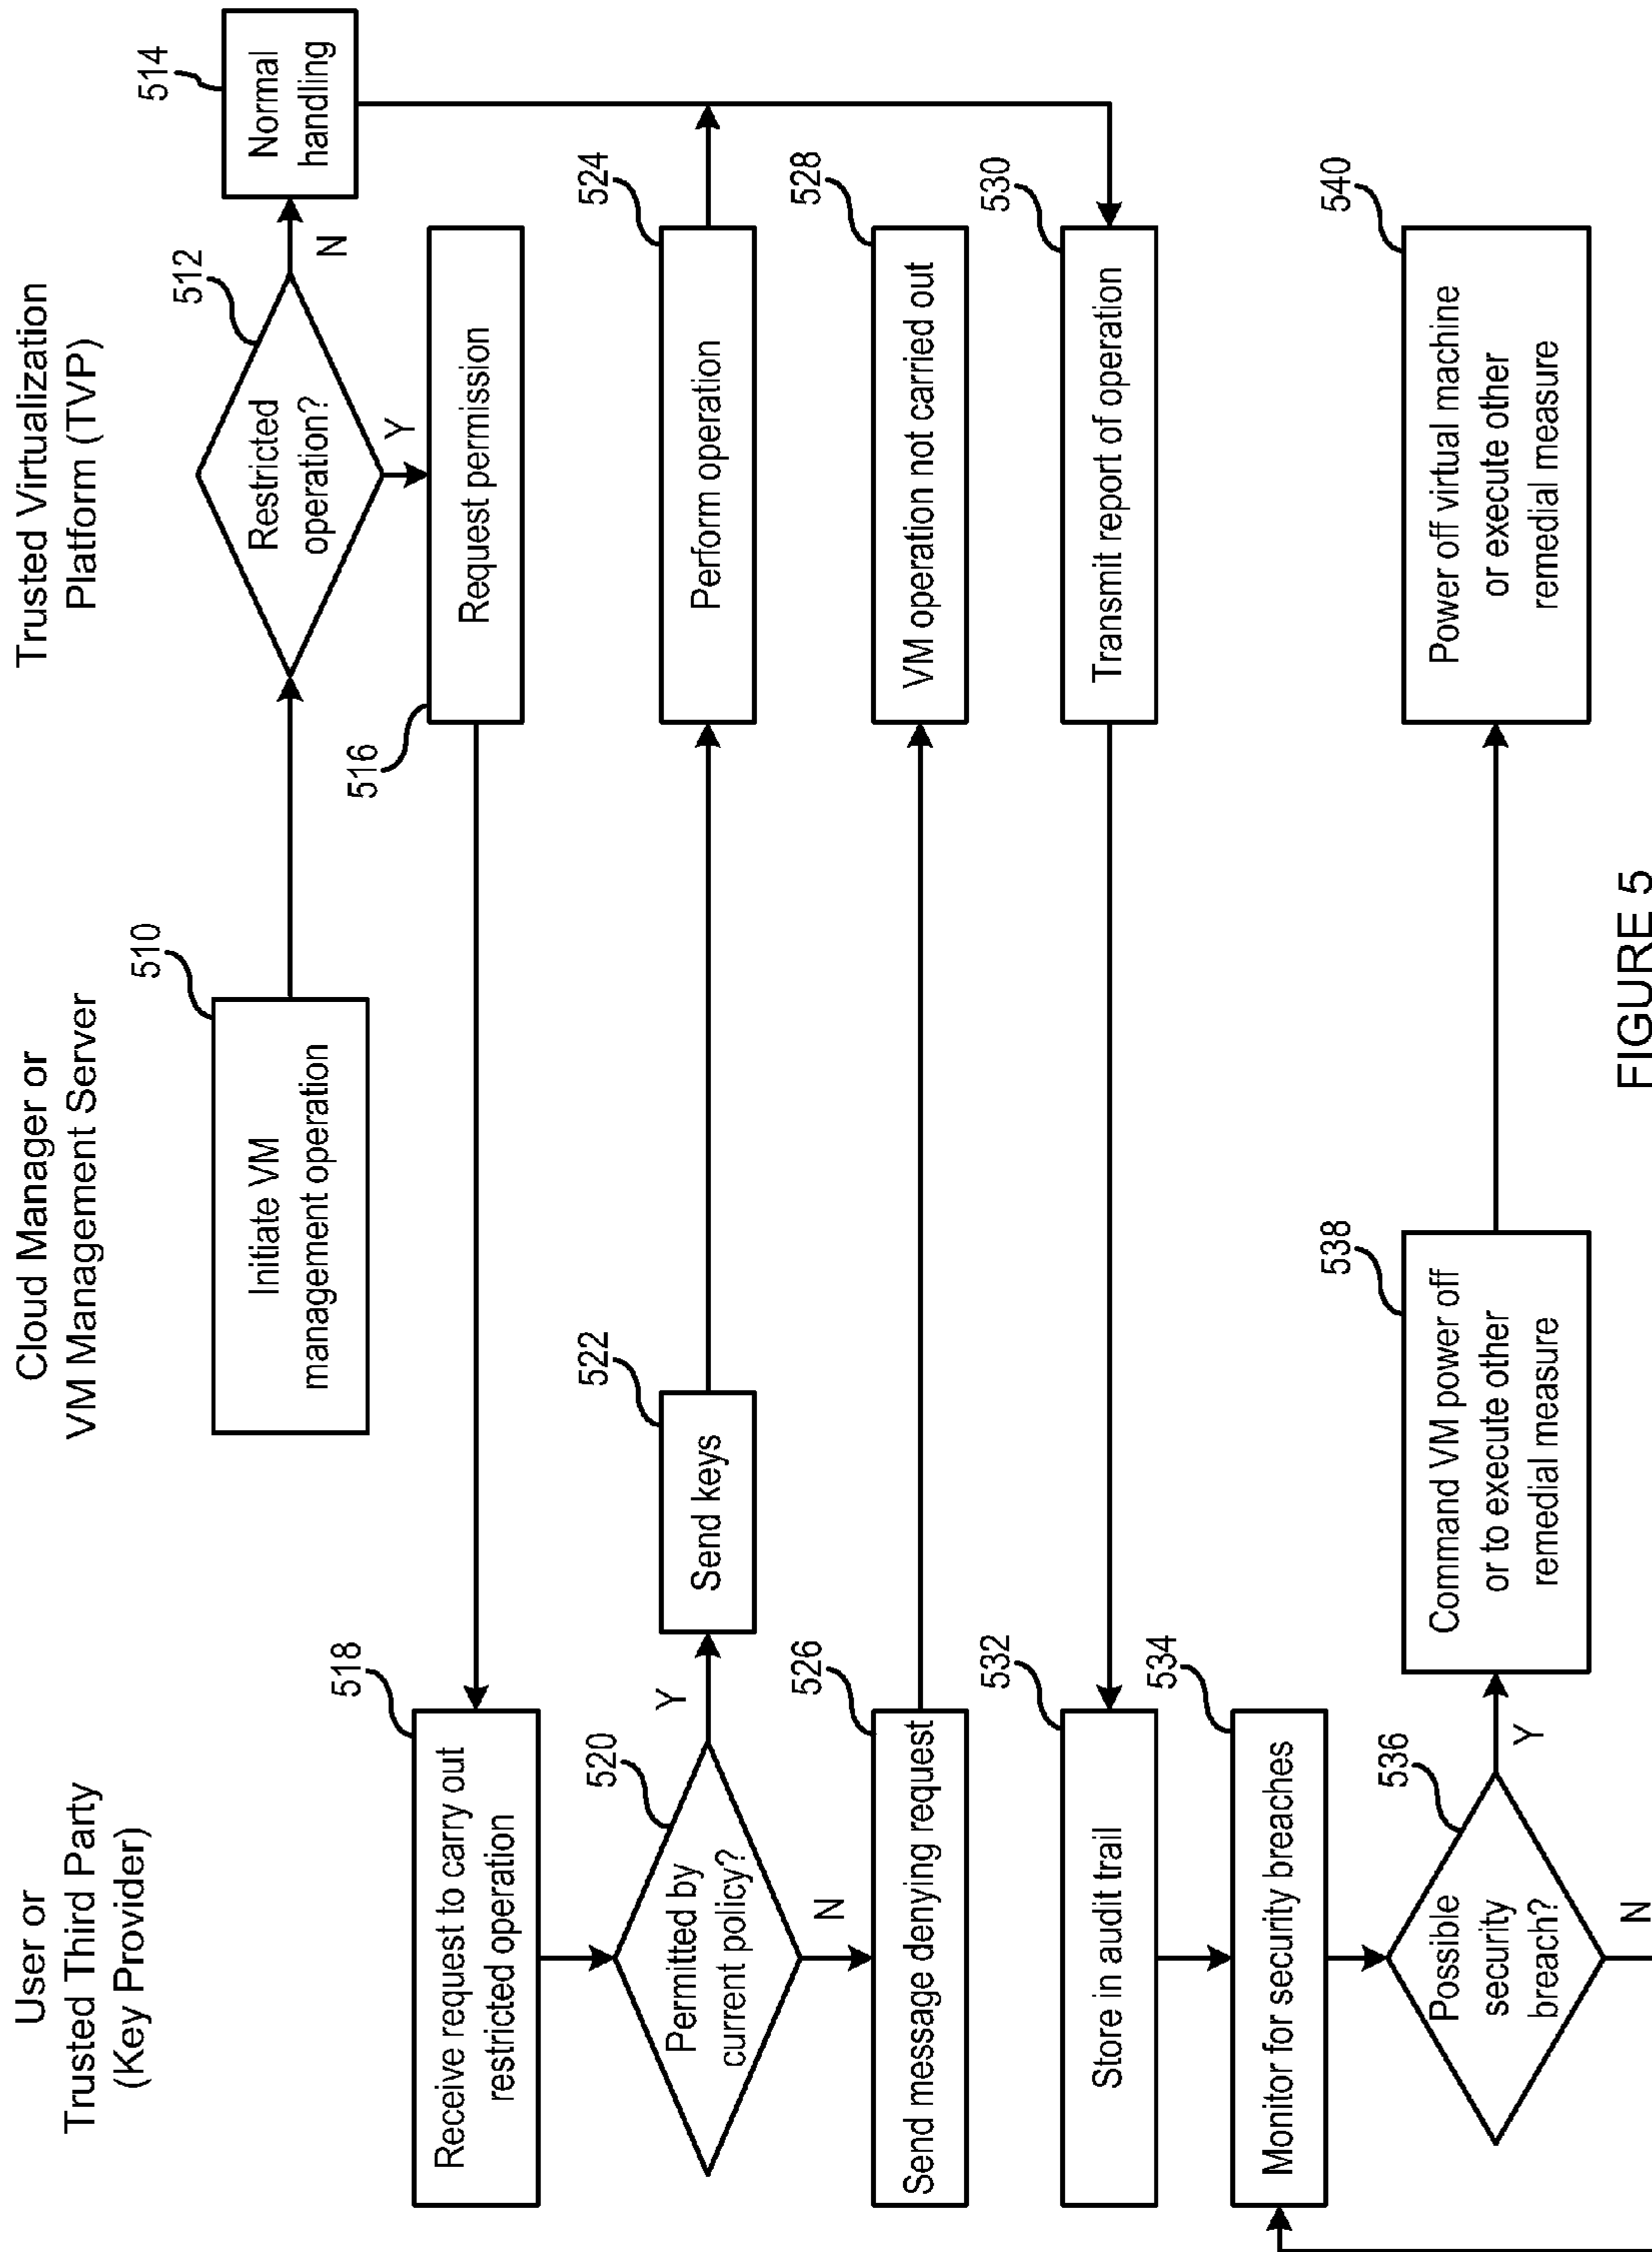 User or
Trusted Third Party
(Key Provider)
Cloud Manager or
VM Management Server
Trusted Virtualization
Platform (TVP)
510
Initiate VM
management operation
512
Restricted
operation?
N
Y
514
Normal
handling
516
Request permission
518
Receive request to carry out
restricted operation
520
Permitted by
current policy?
Y
N
522
Send keys
524
Perform operation
526
Send message denying request
528
VM operation not carried out
530
Transmit report of operation
532
Store in audit trail
534
Monitor for security breaches
536
Possible
security
breach?
Y
N
538
Command VM power off
or to execute other
remedial measure
540
Power off virtual machine
or execute other
remedial measure
FIGURE 5